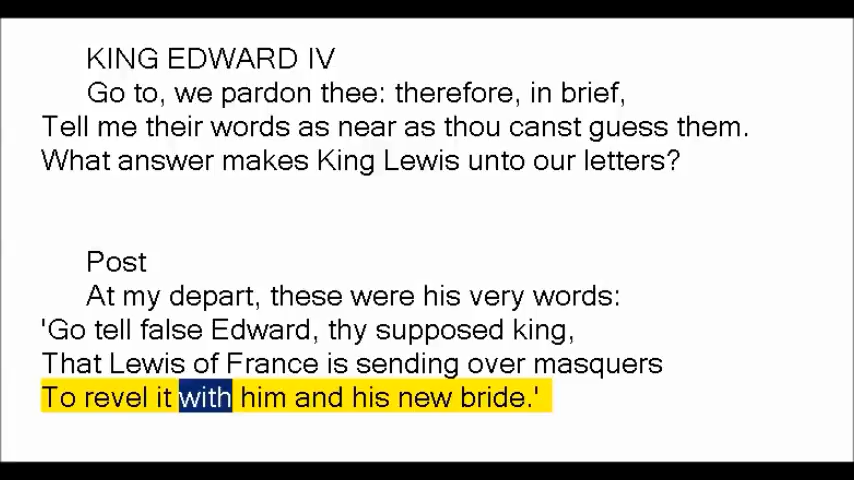 KING EDWARD IV
Go to, we pardon thee: therefore, in brief,
Tell me their words as near as thou canst guess them.
What answer makes King Lewis unto our letters?
Post
At my depart, these were his very words:
'Go tell false Edward, thy supposed king,
That Lewis of France is sending over masquers
To revel it with him and his new bride.'